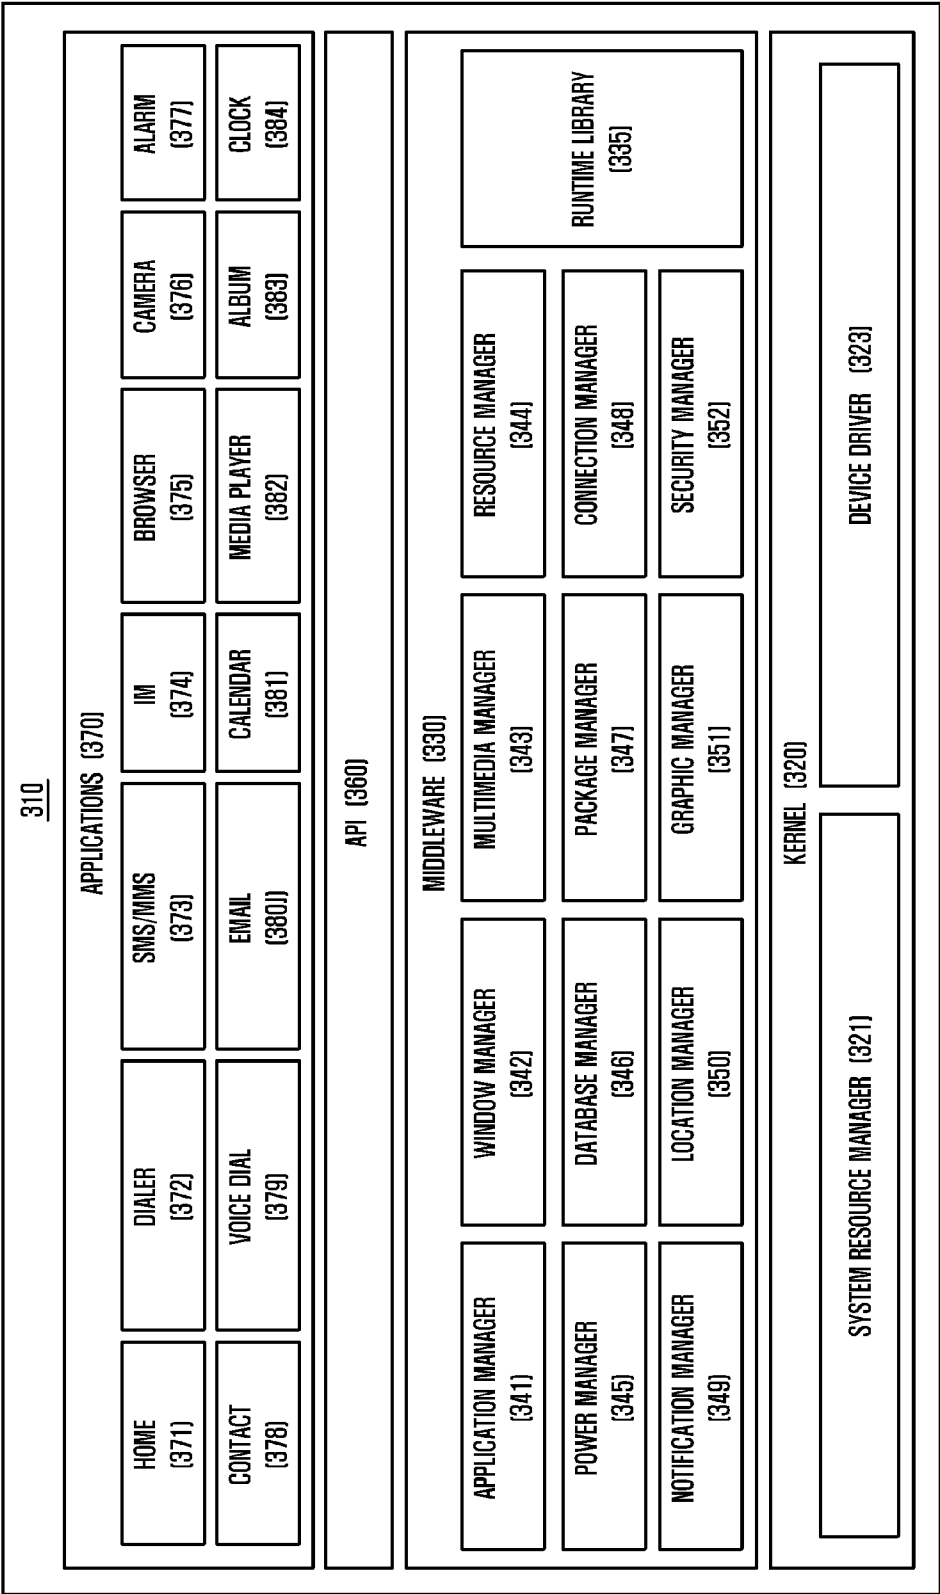 310
APPLICATIONS (370)
HOME
(371)
DIALER
(372)
SMS/MMS
(373)
IM
(374)
BROWSER
(375)
CAMERA
(376)
ALARM
(377)
CONTACT
(378)
VOICE DIAL
(379)
EMAIL
(380))
CALENDAR
(381)
MEDIA PLAYER
(382)
ALBUM
(383)
CLOCK
(384)
API (360)
MIDDLEWARE (330)
APPLICATION MANAGER
(341)
WINDOW MANAGER
(342)
MULTIMEDIA MANAGER
(343)
RESOURCE MANAGER
(344)
POWER MANAGER
(345)
DATABASE MANAGER
(346)
PACKAGE MANAGER
(347)
CONNECTION MANAGER
(348)
NOTIFICATION MANAGER
(349)
LOCATION MANAGER
(350)
GRAPHIC MANAGER
(351)
SECURITY MANAGER
(352)
RUNTIME LIBRARY
(335)
KERNEL (320)
SYSTEM RESOURCE MANAGER (321)
DEVICE DRIVER (323)